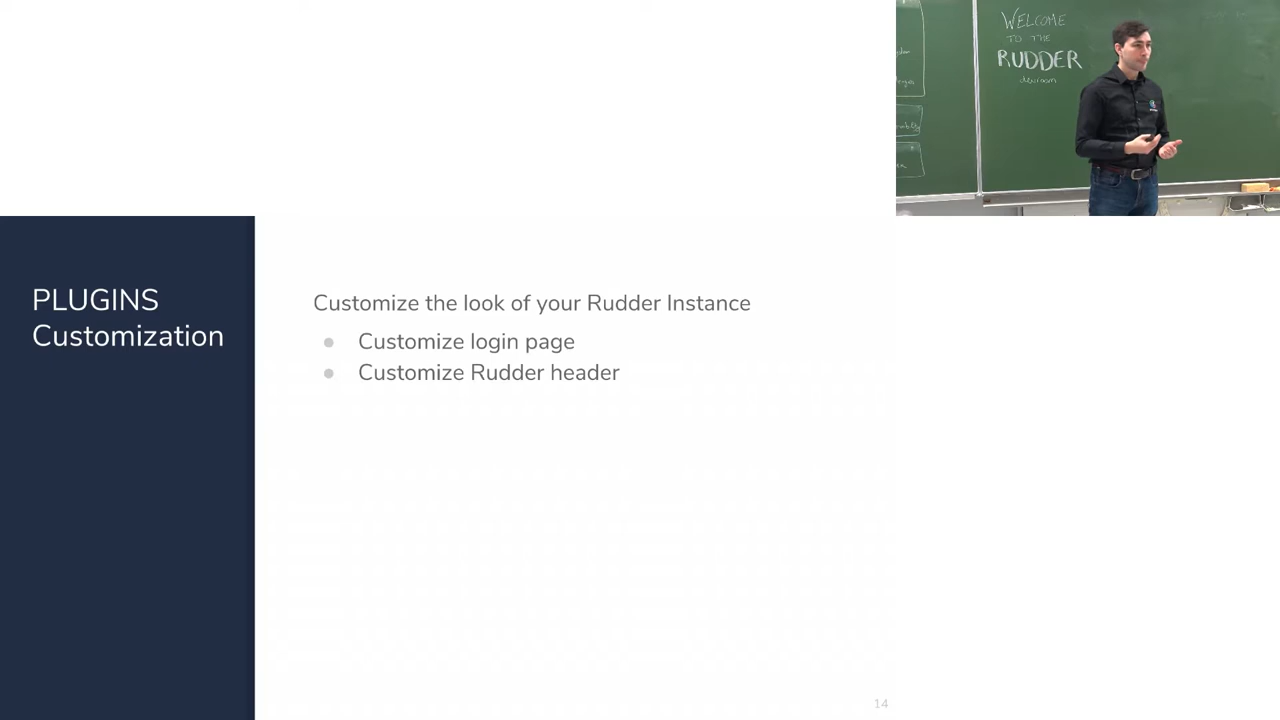 WELCOME
TO THE
RUDDER
devroom
PLUGINS
Customization
Customize the look of your Rudder Instance
● Customize login page
● Customize Rudder header
14